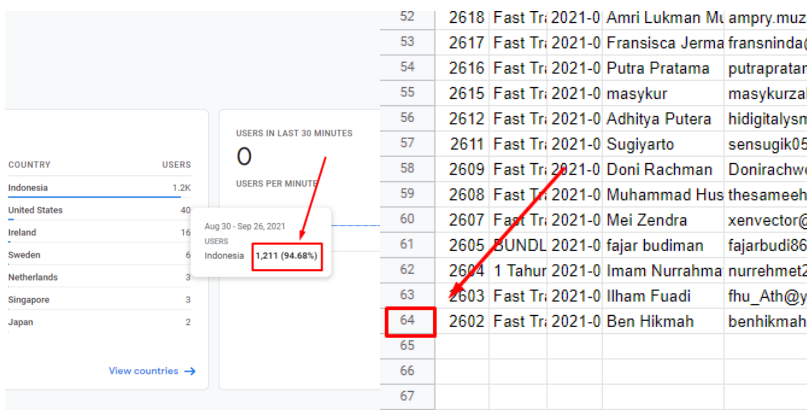 COUNTRY USERS
Indonesia 1.2K
United States 40
Ireland 16
Sweden 6
Netherlands 3
Singapore 3
Japan 2
View countries →
USERS IN LAST 30 MINUTES
0
USERS PER MINUTE
Aug 30 - Sep 26, 2021
USERS
Indonesia 1,211 (94.68%)
52 2618 Fast Tra 2021-0 Amri Lukman Mu ampry.muz
53 2617 Fast Tra 2021-0 Fransisca Jerma fransninda@
54 2616 Fast Tra 2021-0 Putra Pratama putrapratam
55 2615 Fast Tra 2021-0 masykur masykurzal
56 2612 Fast Tra 2021-0 Adhitya Putera hidigitalysm
57 2611 Fast Tra 2021-0 Sugiyarto sensugik05
58 2609 Fast Tra 2021-0 Doni Rachman Donirachwe
59 2608 Fast Tra 2021-0 Muhammad Hus thesameeh
60 2607 Fast Tra 2021-0 Mei Zendra xenvector@
61 2605 BUNDL 2021-0 fajar budiman fajarbudi86
62 2604 1 Tahun 2021-0 Imam Nurrahma nurrehmet2
63 2603 Fast Tra 2021-0 Ilham Fuadi fhu_Ath@y
64 2602 Fast Tra 2021-0 Ben Hikmah benhikmah
65
66
67